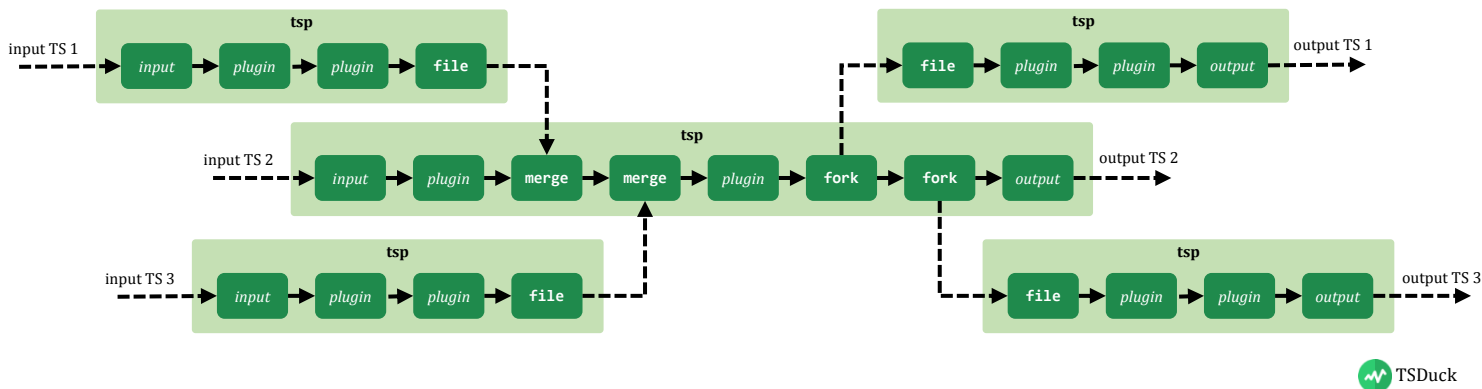 tsp
input TS 1
input plugin plugin file
tsp
file plugin plugin output
output TS 1
tsp
input TS 2
input plugin merge merge plugin fork fork output
output TS 2
tsp
input TS 3
input plugin plugin file
tsp
file plugin plugin output
output TS 3
TSDuck